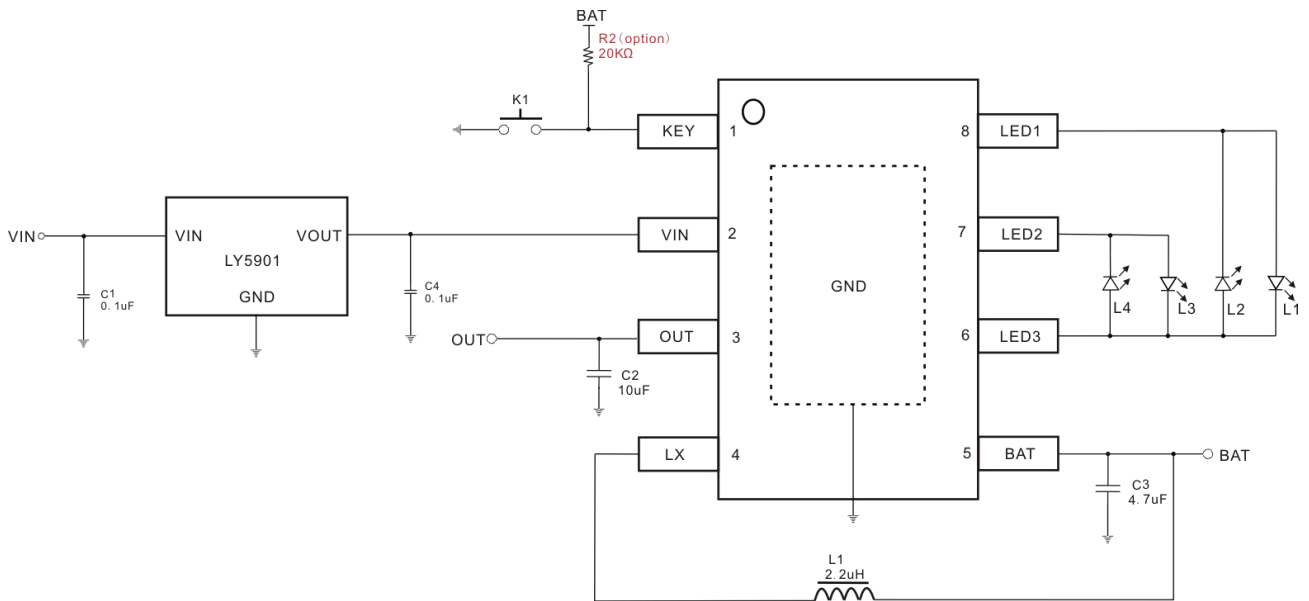 BAT
R2(option)
20KΩ
K1
KEY
1
8
LED1
VIN
VIN
VOUT
LY5901
GND
C1
0.1uF
C4
0.1uF
VIN
2
7
LED2
GND
L4
L3
L2
L1
OUT
OUT
3
6
LED3
C2
10uF
LX
4
5
BAT
BAT
C3
4.7uF
L1
2.2uH